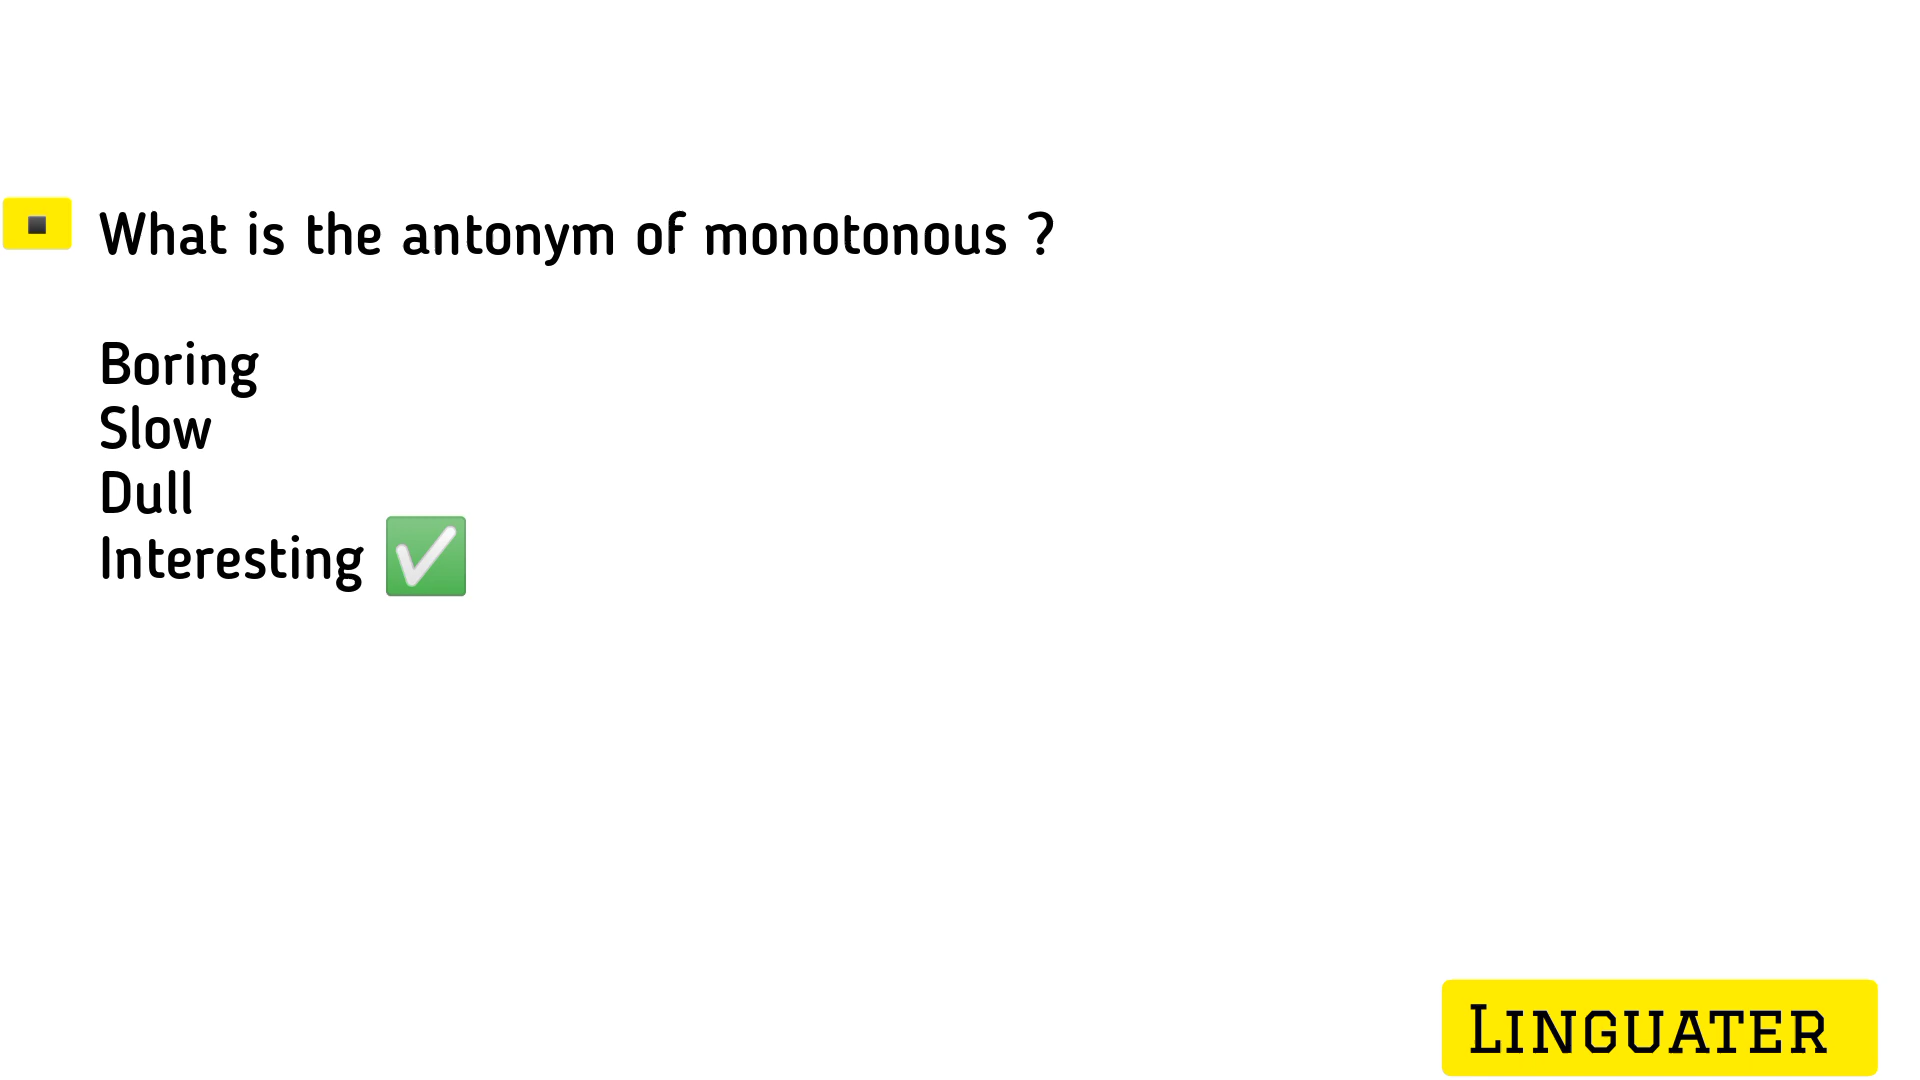 What is the antonym of monotonous ?
Boring
Slow
Dull
Interesting ✅
Linguater